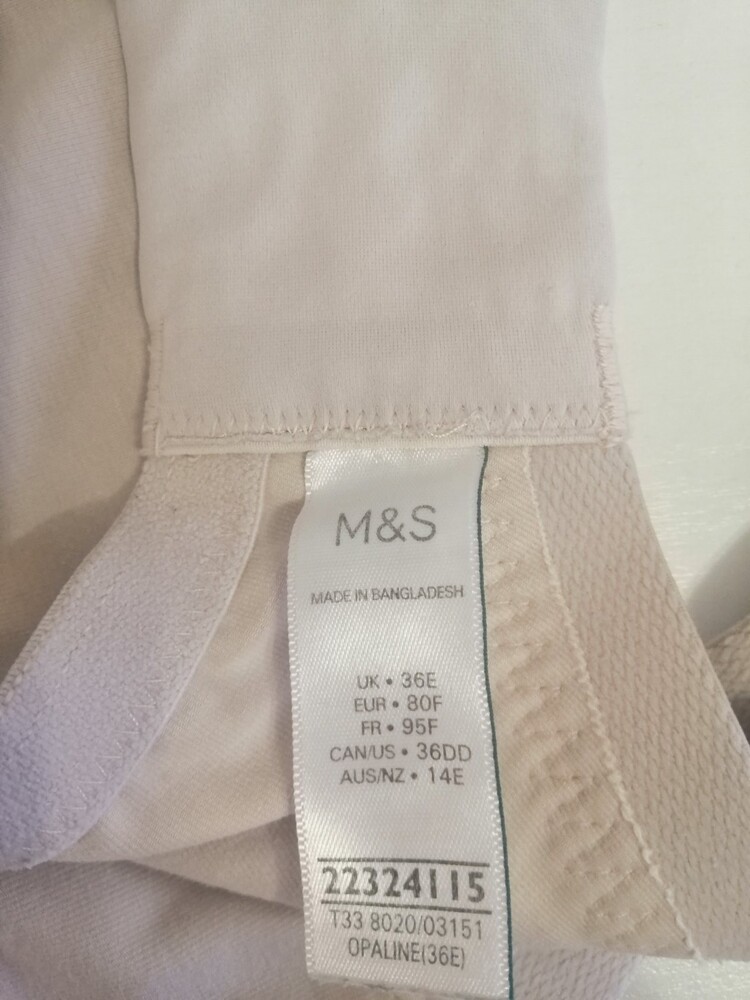 M&S
MADE IN BANGLADESH
UK • 36E
EUR • 80F
FR • 95F
CAN/US • 36DD
AUS/NZ • 14E
22324115
T33 8020/03151
OPALINE(36E)